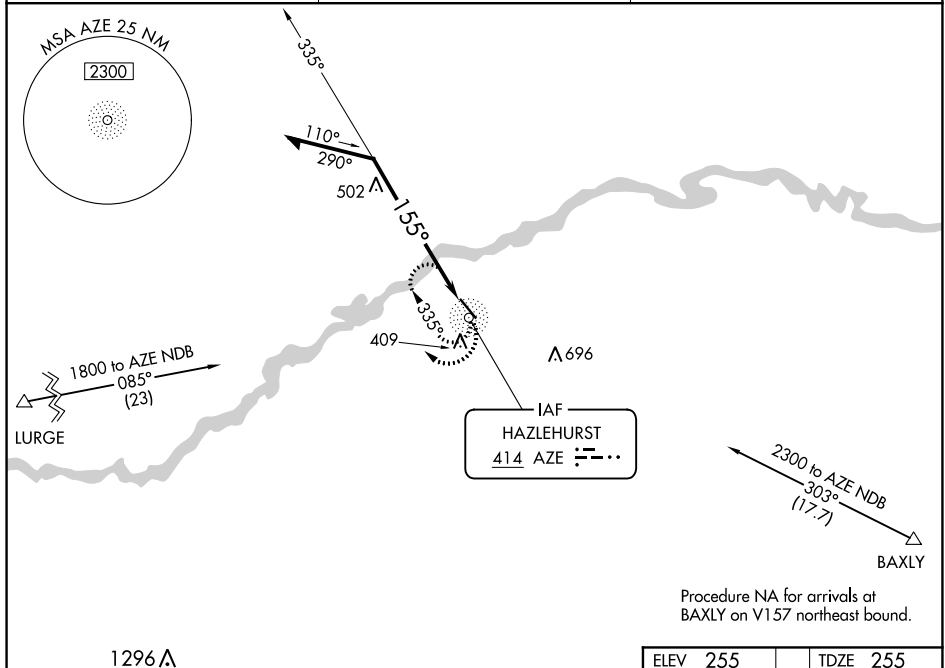 MSA AZE 25 NM
2300
335°
110°
290°
502
155°
335°
409
696
1800 to AZE NDB
085°
(23)
LURGE
IAF
HAZLEHURST
414 AZE
2300 to AZE NDB
303°
(17.7)
BAXLY
Procedure NA for arrivals at
BAXLY on V157 northeast bound.
1296
ELEV 255 TDZE 255